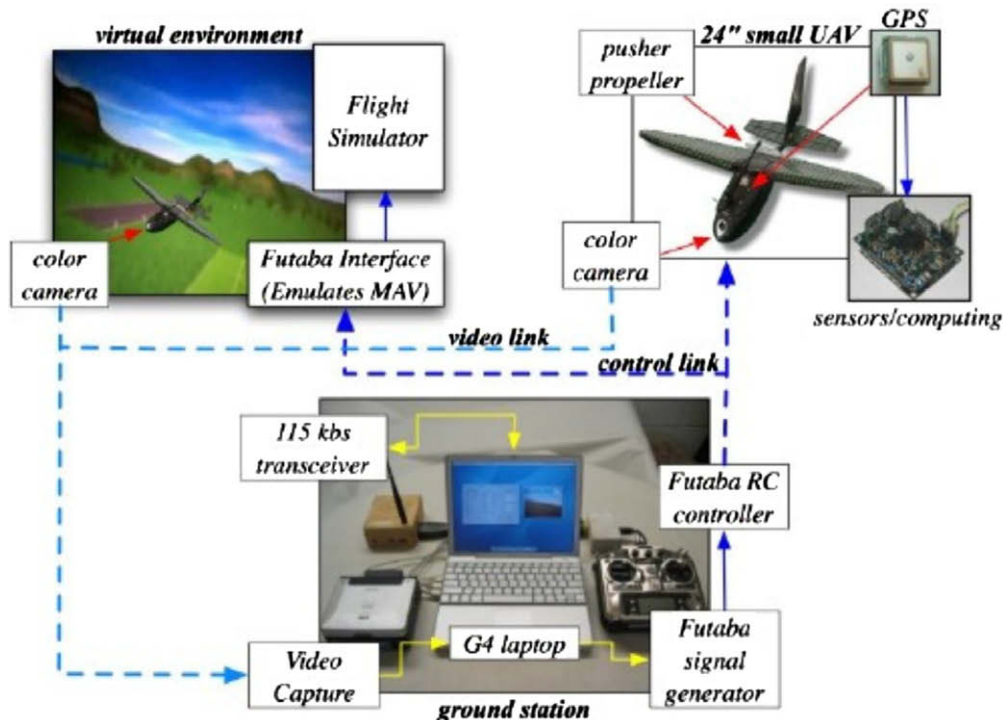 virtual environment
Flight
Simulator
color
camera
Futaba Interface
(Emulates MAV)
pusher
propeller
24" small UAV
GPS
color
camera
sensors/computing
video link
control link
115 kbs
transceiver
Futaba RC
controller
Video
Capture
G4 laptop
Futaba
signal
generator
ground station